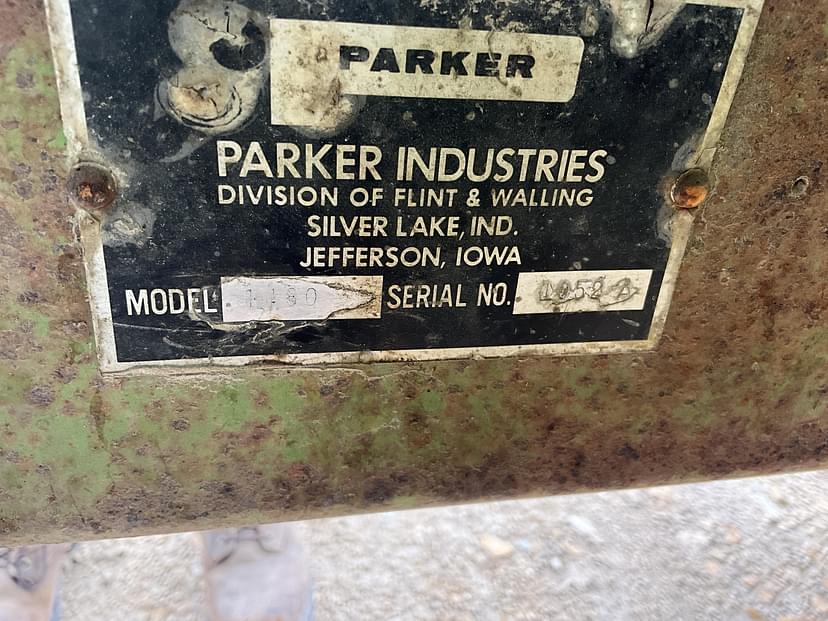 PARKER
PARKER INDUSTRIES
DIVISION OF FLINT & WALLING
SILVER LAKE, IND.
JEFFERSON, IOWA
MODEL SERIAL NO.